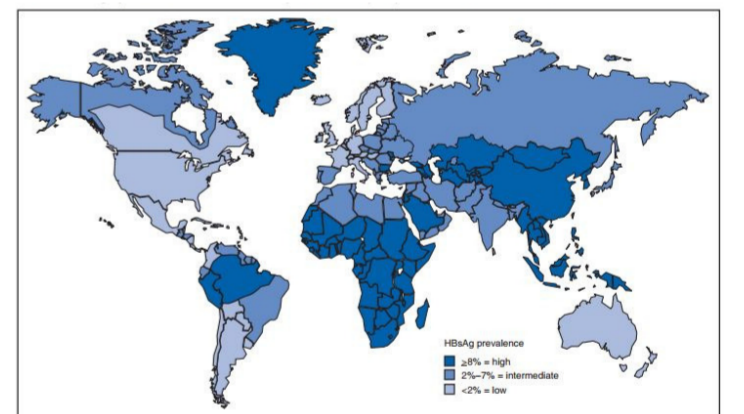 HBsAg prevalence
≥8% = high
2%–7% = intermediate
<2% = low